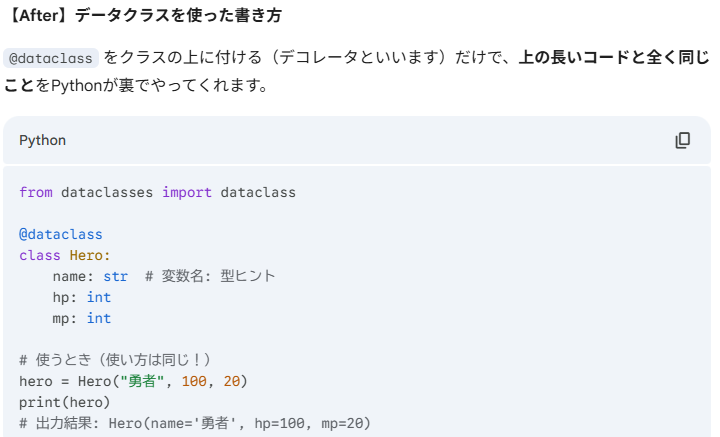 【After】データクラスを使った書き方
@dataclass をクラスの上に付ける（デコレータといいます）だけで、上の長いコードと全く同じ
ことをPythonが裏でやってくれます。
Python
from dataclasses import dataclass
@dataclass
class Hero:
    name: str  # 変数名: 型ヒント
    hp: int
    mp: int
# 使うとき（使い方は同じ！）
hero = Hero("勇者", 100, 20)
print(hero)
# 出力結果: Hero(name='勇者', hp=100, mp=20)